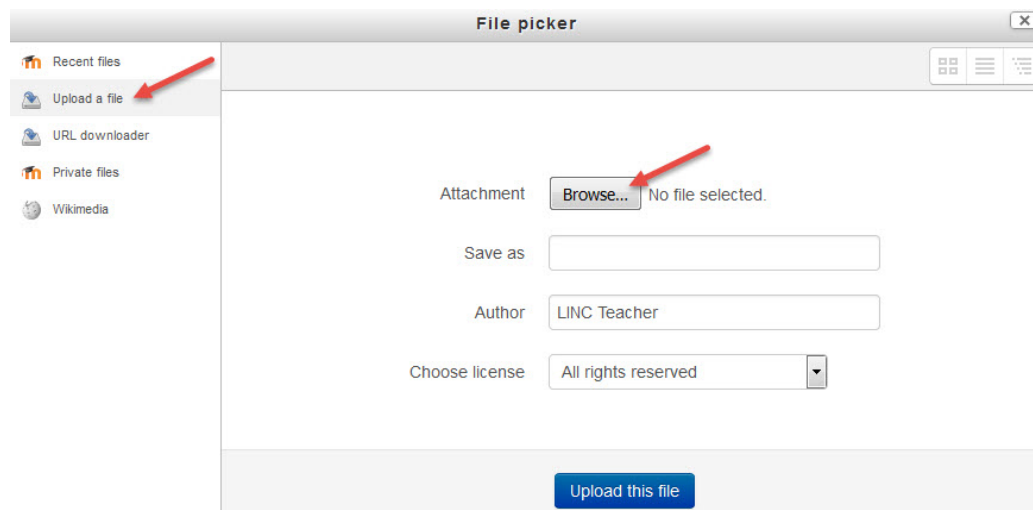 File picker
Recent files
Upload a file
URL downloader
Private files
Wikimedia
Attachment Browse... No file selected.
Save as
Author LINC Teacher
Choose license All rights reserved
Upload this file